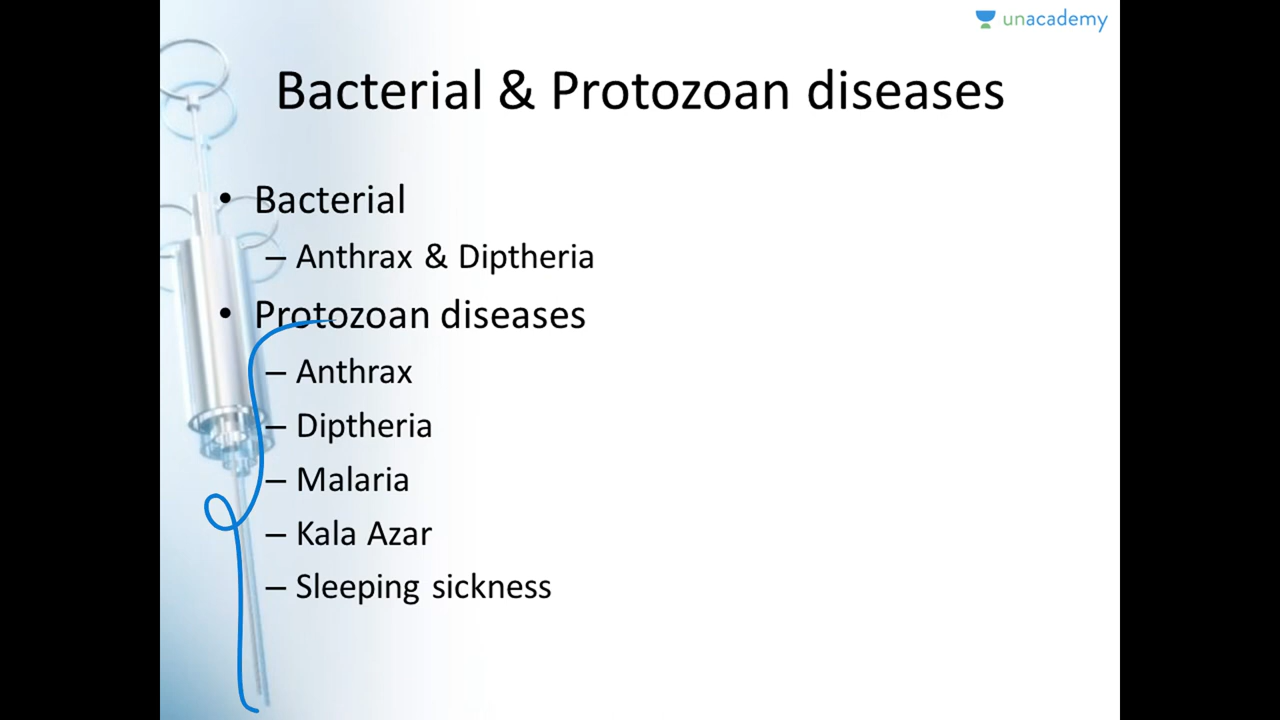 unacademy
Bacterial & Protozoan diseases
• Bacterial
– Anthrax & Diptheria
• Protozoan diseases
– Anthrax
– Diptheria
– Malaria
– Kala Azar
– Sleeping sickness